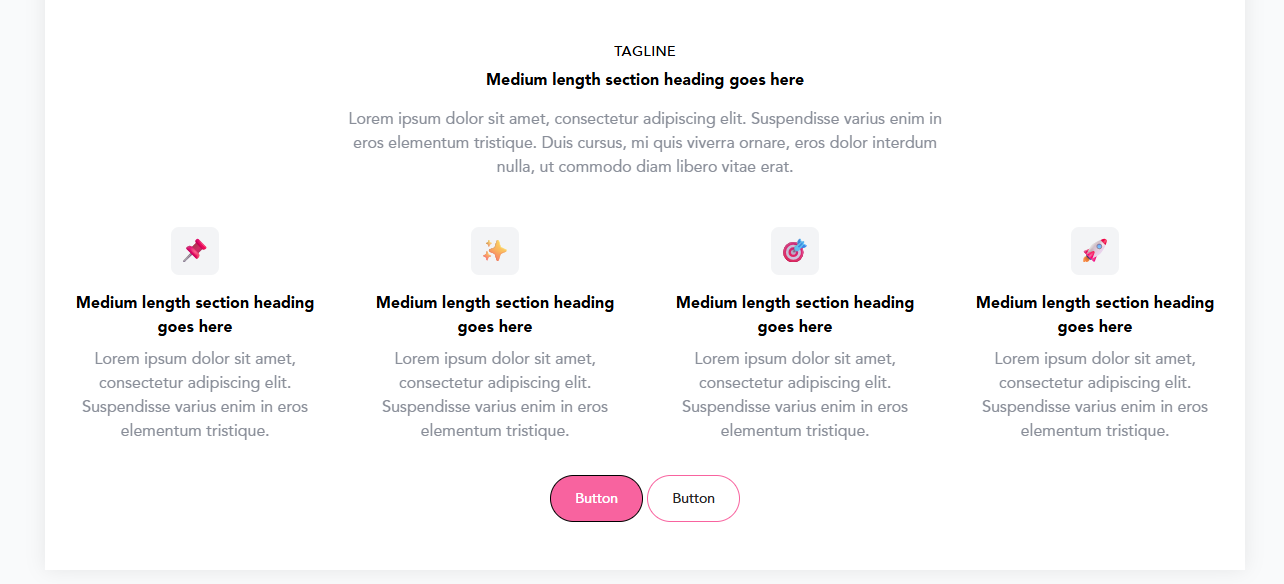 TAGLINE
Medium length section heading goes here
Lorem ipsum dolor sit amet, consectetur adipiscing elit. Suspendisse varius enim in
eros elementum tristique. Duis cursus, mi quis viverra ornare, eros dolor interdum
nulla, ut commodo diam libero vitae erat.
Medium length section heading
goes here
Lorem ipsum dolor sit amet,
consectetur adipiscing elit.
Suspendisse varius enim in eros
elementum tristique.
Medium length section heading
goes here
Lorem ipsum dolor sit amet,
consectetur adipiscing elit.
Suspendisse varius enim in eros
elementum tristique.
Medium length section heading
goes here
Lorem ipsum dolor sit amet,
consectetur adipiscing elit.
Suspendisse varius enim in eros
elementum tristique.
Medium length section heading
goes here
Lorem ipsum dolor sit amet,
consectetur adipiscing elit.
Suspendisse varius enim in eros
elementum tristique.
Button
Button